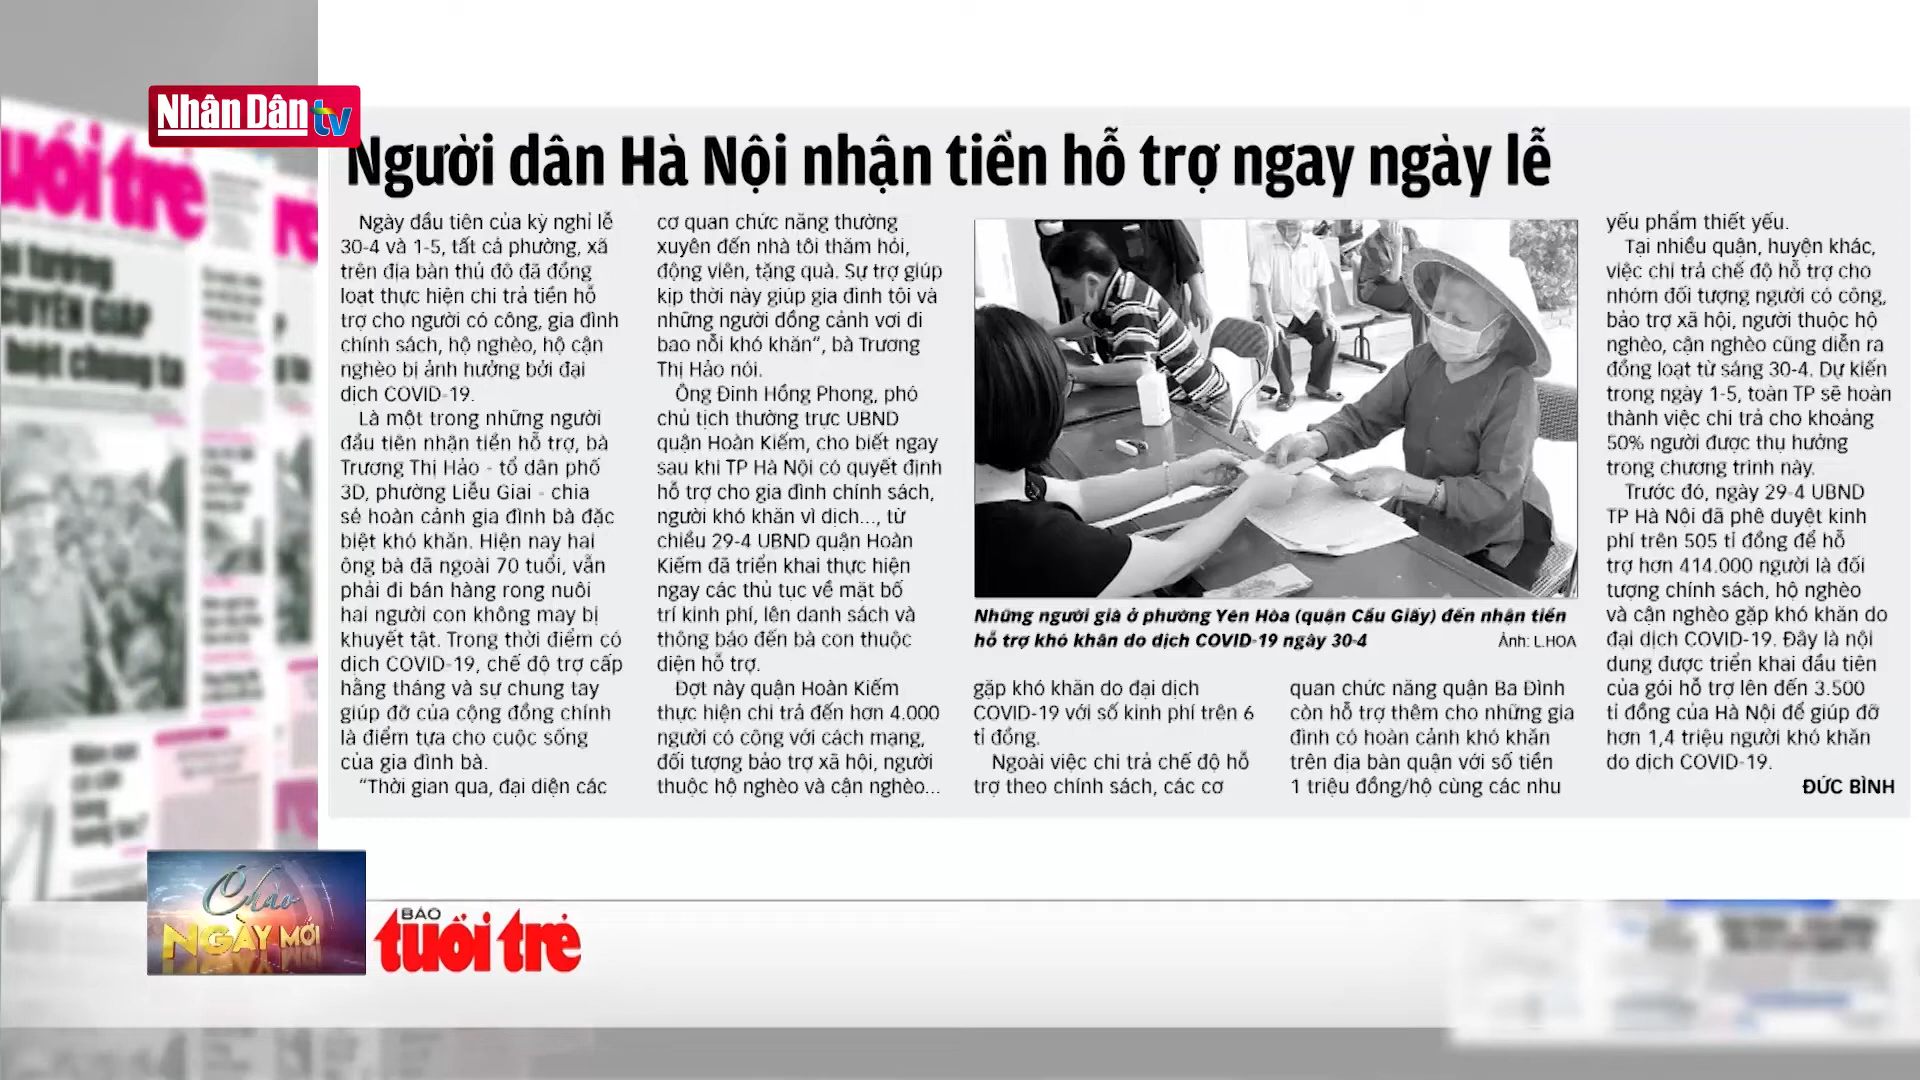 Nhân Dân tv
Người dân Hà Nội nhận tiền hỗ trợ ngay ngày lễ
Ngày đầu tiên của kỳ nghỉ lễ
30-4 và 1-5, tất cả phường, xã
trên địa bàn thủ đô đã đồng
loạt thực hiện chi trả tiền hỗ
trợ cho người có công, gia đình
chính sách, hộ nghèo, hộ cận
nghèo bị ảnh hưởng bởi đại
dịch COVID-19.
Là một trong những người
đầu tiên nhận tiền hỗ trợ, bà
Trương Thị Hảo - tổ dân phố
3D, phường Liễu Giai - chia
sẻ hoàn cảnh gia đình bà đặc
biệt khó khăn. Hiện nay hai
ông bà đã ngoài 70 tuổi, vẫn
phải đi bán hàng rong nuôi
hai người con không may bị
khuyết tật. Trong thời điểm có
dịch COVID-19, chế độ trợ cấp
hằng tháng và sự chung tay
giúp đỡ của cộng đồng chính
là điểm tựa cho cuộc sống
của gia đình bà.
“Thời gian qua, đại diện các
cơ quan chức năng thường
xuyên đến nhà tôi thăm hỏi,
động viên, tặng quà. Sự trợ giúp
kịp thời này giúp gia đình tôi và
những người đồng cảnh vơi đi
bao nỗi khó khăn“, bà Trương
Thị Hảo nói.
Ông Đinh Hồng Phong, phó
chủ tịch thường trực UBND
quận Hoàn Kiếm, cho biết ngay
sau khi TP Hà Nội có quyết định
hỗ trợ cho gia đình chính sách,
người khó khăn vì dịch..., từ
chiều 29-4 UBND quận Hoàn
Kiếm đã triển khai thực hiện
ngay các thủ tục về mặt bố
trí kinh phí, lên danh sách và
thông báo đến bà con thuộc
diện hỗ trợ.
Đợt này quận Hoàn Kiếm
thực hiện chi trả đến hơn 4.000
người có công với cách mạng,
đối tượng bảo trợ xã hội, người
thuộc hộ nghèo và cận nghèo...
Những người già ở phường Yên Hòa (quận Cầu Giấy) đến nhận tiền
hỗ trợ khó khăn do dịch COVID-19 ngày 30-4 Ảnh: L.HOA
gặp khó khăn do đại dịch
COVID-19 với số kinh phí trên 6
tỉ đồng.
Ngoài việc chi trả chế độ hỗ
trợ theo chính sách, các cơ
quan chức năng quận Ba Đình
còn hỗ trợ thêm cho những gia
đình có hoàn cảnh khó khăn
trên địa bàn quận với số tiền
1 triệu đồng/hộ cùng các nhu
yếu phẩm thiết yếu.
Tại nhiều quận, huyện khác,
việc chi trả chế độ hỗ trợ cho
nhóm đối tượng người có công,
bảo trợ xã hội, người thuộc hộ
nghèo, cận nghèo cũng diễn ra
đồng loạt từ sáng 30-4. Dự kiến
trong ngày 1-5, toàn TP sẽ hoàn
thành việc chi trả cho khoảng
50% người được thụ hưởng
trong chương trình này.
Trước đó, ngày 29-4 UBND
TP Hà Nội đã phê duyệt kinh
phí trên 505 tỉ đồng để hỗ
trợ hơn 414.000 người là đối
tượng chính sách, hộ nghèo
và cận nghèo gặp khó khăn do
đại dịch COVID-19. Đây là nội
dung được triển khai đầu tiên
của gói hỗ trợ lên đến 3.500
tỉ đồng của Hà Nội để giúp đỡ
hơn 1,4 triệu người khó khăn
do dịch COVID-19.
ĐỨC BÌNH
Chào
NGÀY MỚI
BÁO
tuổi trẻ
tuổi trẻ